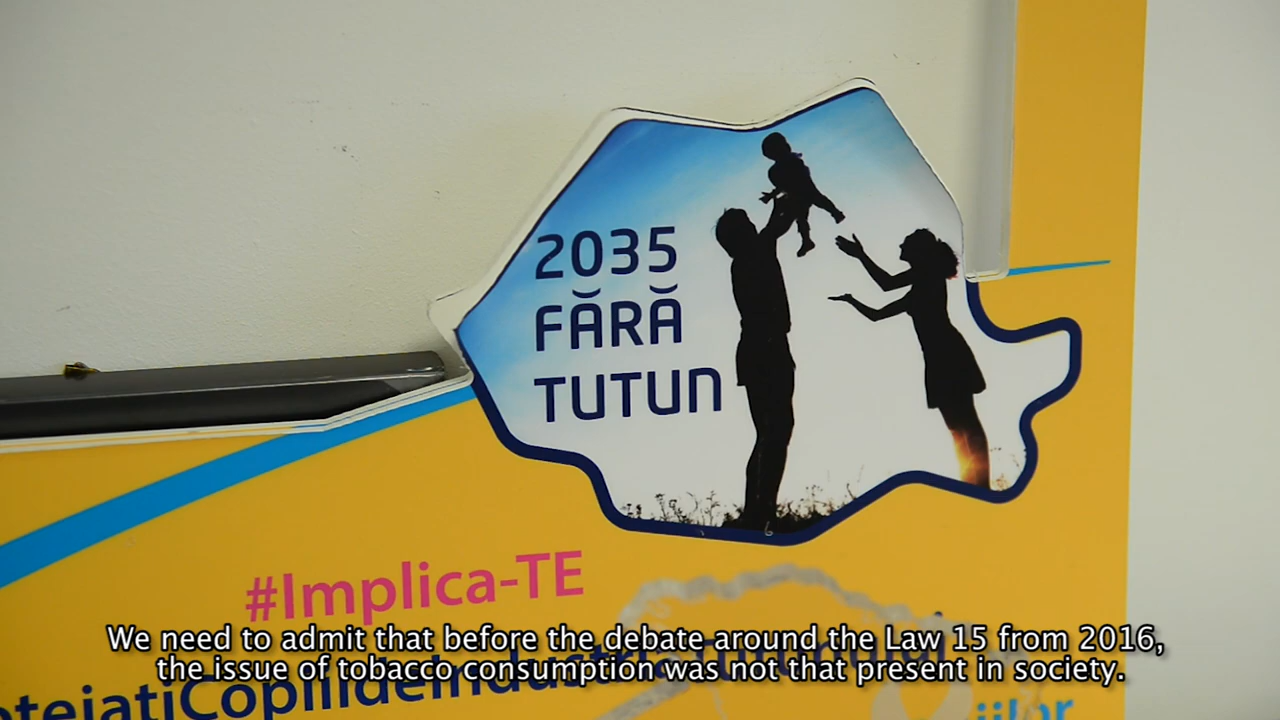 2035
FĂRĂ
TUTUN
#Implica-TE
We need to admit that before the debate around the Law 15 from 2016,
the issue of tobacco consumption was not that present in society.